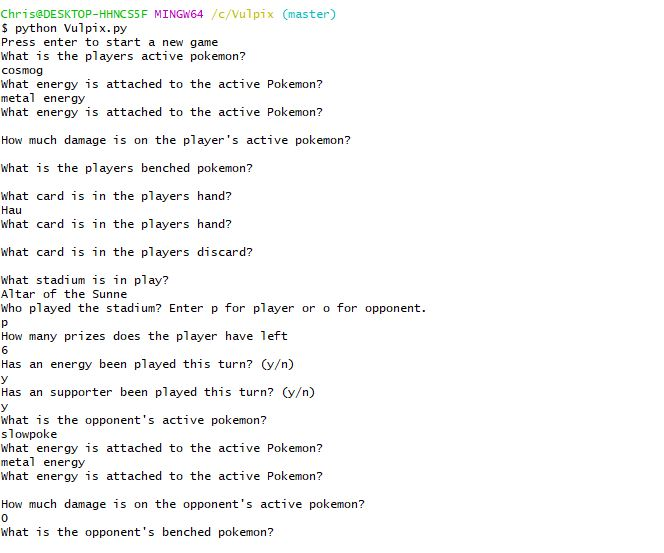 Chris@DESKTOP-HHNCS5F MINGW64 /c/Vulpix (master)
$ python Vulpix.py
Press enter to start a new game
What is the players active pokemon?
cosmog
What energy is attached to the active Pokemon?
metal energy
What energy is attached to the active Pokemon?
How much damage is on the player's active pokemon?
What is the players benched pokemon?
What card is in the players hand?
Hau
What card is in the players hand?
What card is in the players discard?
What stadium is in play?
Altar of the Sunne
Who played the stadium? Enter p for player or o for opponent.
p
How many prizes does the player have left
6
Has an energy been played this turn? (y/n)
y
Has an supporter been played this turn? (y/n)
y
What is the opponent's active pokemon?
slowpoke
What energy is attached to the active Pokemon?
metal energy
What energy is attached to the active Pokemon?
How much damage is on the opponent's active pokemon?
0
What is the opponent's benched pokemon?